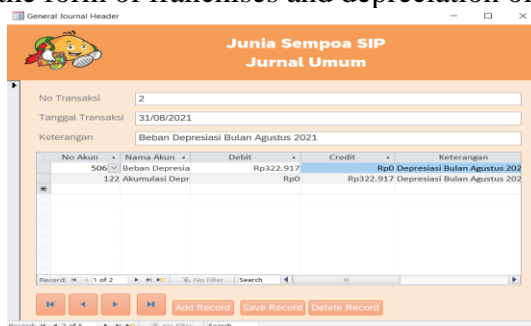 the form of franchises and depreciation of
General Journal Header
Junia Sempoa SIP
Jurnal Umum
No Transaksi 2
Tanggal Transaksi 31/08/2021
Keterangan Beban Depresiasi Bulan Agustus 2021
No Akun Nama Akun Debit Credit Keterangan
506 Beban Depresia Rp322.917 Rp0 Depresiasi Bulan Agustus 202
122 Akumulasi Depr Rp0 Rp322.917 Depresiasi Bulan Agustus 202
Record: 1 of 2 No Filter Search
Add Record Save Record Delete Record
Record: 2 of 5 No Filter Search